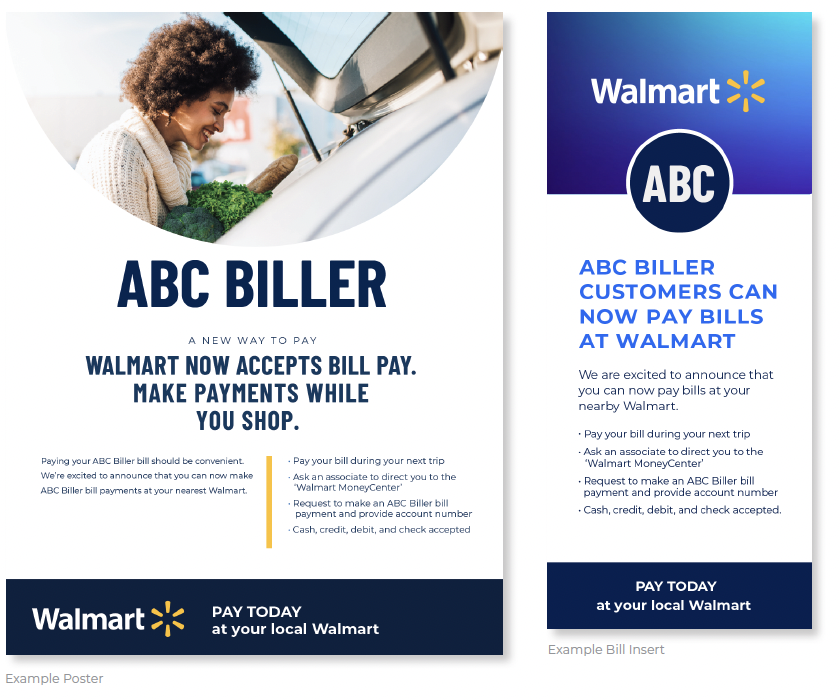 ABC BILLER
A NEW WAY TO PAY
WALMART NOW ACCEPTS BILL PAY.
MAKE PAYMENTS WHILE
YOU SHOP.
Paying your ABC Biller bill should be convenient.
We're excited to announce that you can now make
ABC Biller bill payments at your nearest Walmart.
· Pay your bill during your next trip
· Ask an associate to direct you to the
'Walmart MoneyCenter'
· Request to make an ABC Biller bill
payment and provide account number
· Cash, credit, debit, and check accepted
Walmart
PAY TODAY
at your local Walmart
Example Poster
Walmart
ABC
ABC BILLER
CUSTOMERS CAN
NOW PAY BILLS
AT WALMART
We are excited to announce that
you can now pay bills at your
nearby Walmart.
· Pay your bill during your next trip
· Ask an associate to direct you to the
'Walmart MoneyCenter'
· Request to make an ABC Biller bill
payment and provide account number
· Cash, credit, debit, and check accepted.
PAY TODAY
at your local Walmart
Example Bill Insert